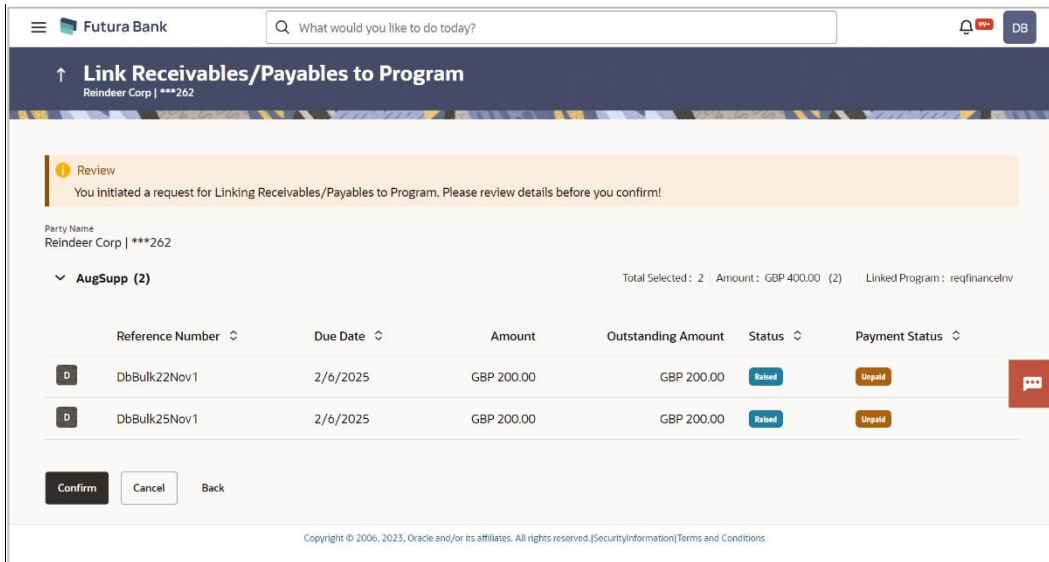 Futura Bank
What would you like to do today?
99+
DB
Link Receivables/Payables to Program
Reindeer Corp | ***262
Review
You initiated a request for Linking Receivables/Payables to Program. Please review details before you confirm!
Party Name
Reindeer Corp | ***262
AugSupp (2) Total Selected : 2 Amount : GBP 400.00 (2) Linked Program : reqfinanceInv
Reference Number Due Date Amount Outstanding Amount Status Payment Status
D DbBulk22Nov1 2/6/2025 GBP 200.00 GBP 200.00 Raised Unpaid
D DbBulk25Nov1 2/6/2025 GBP 200.00 GBP 200.00 Raised Unpaid
Confirm Cancel Back
Copyright © 2006, 2023, Oracle and/or its affiliates. All rights reserved.|SecurityInformation|Terms and Conditions